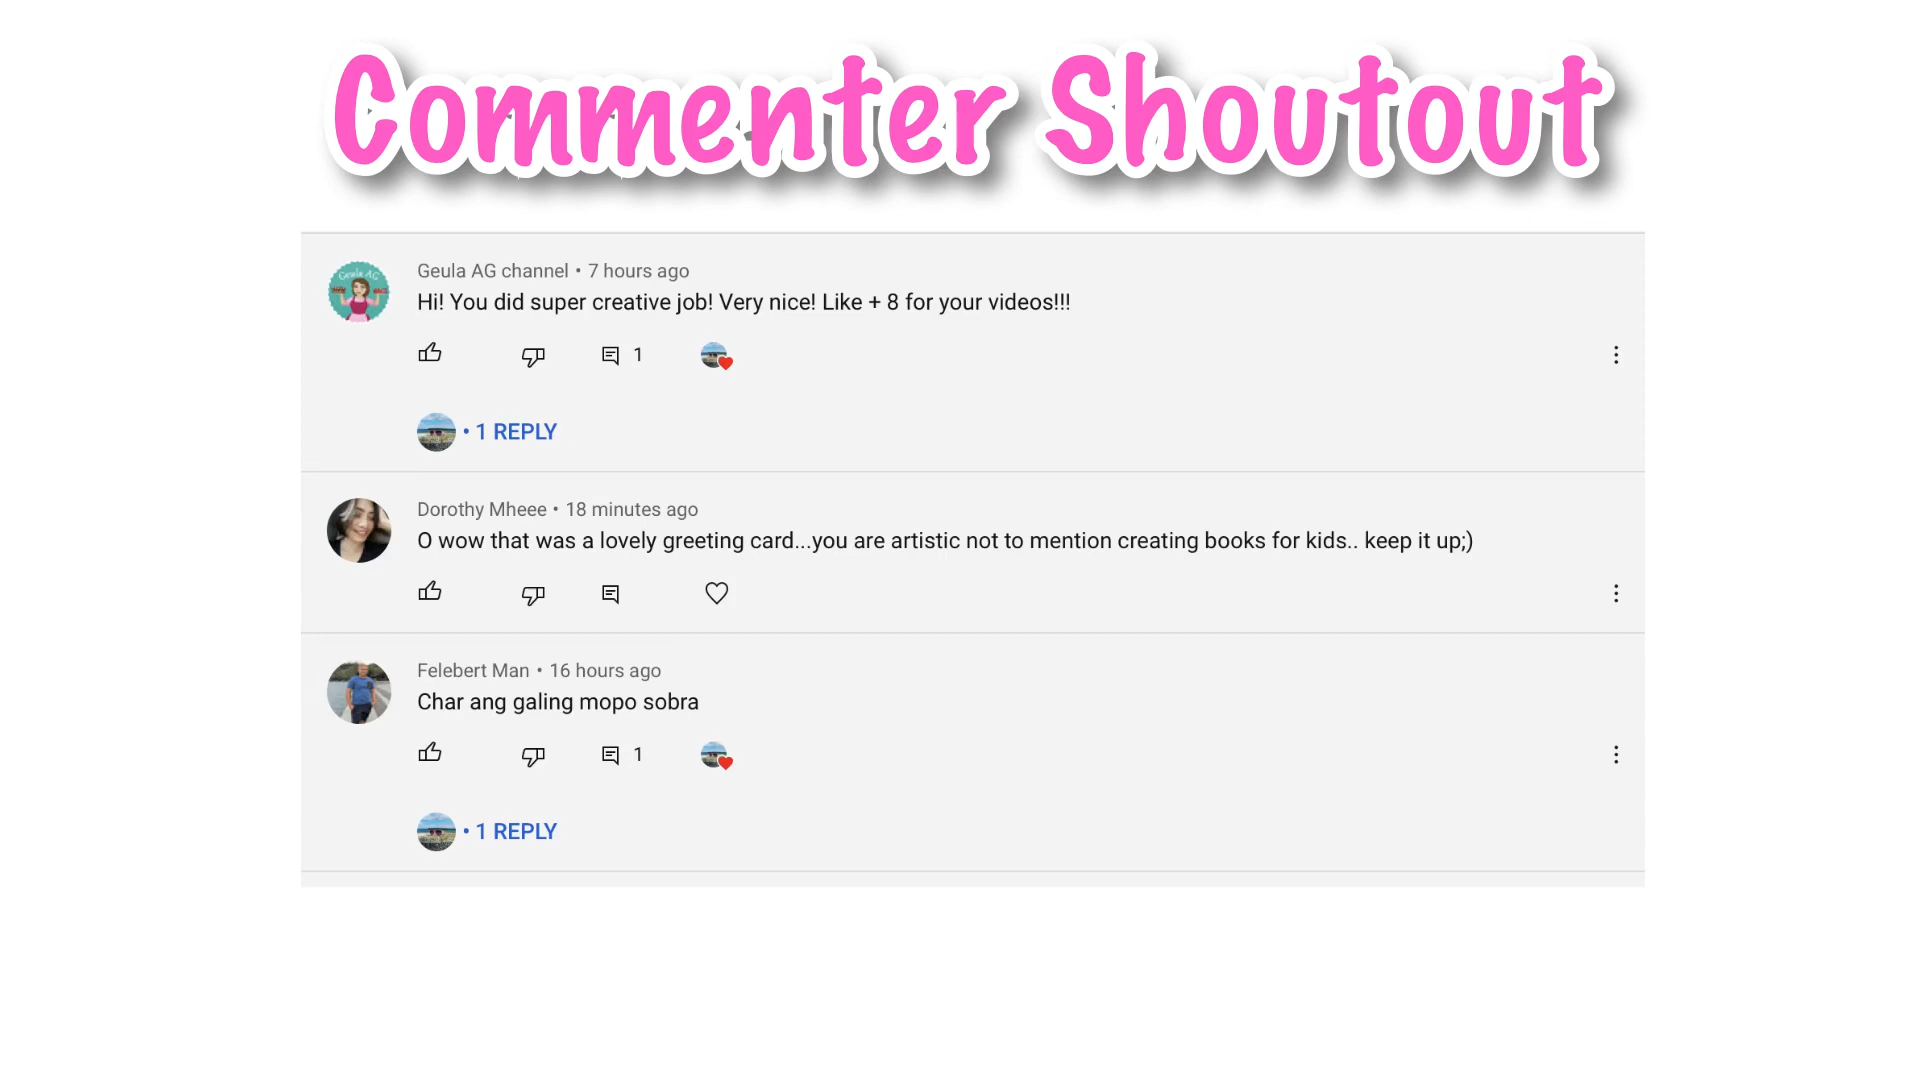 Commenter Shoutout
Geula AG
Geula AG channel • 7 hours ago
Hi! You did super creative job! Very nice! Like + 8 for your videos!!!
1
• 1 REPLY
Dorothy Mheee • 18 minutes ago
O wow that was a lovely greeting card...you are artistic not to mention creating books for kids.. keep it up;)
Felebert Man • 16 hours ago
Char ang galing mopo sobra
1
• 1 REPLY